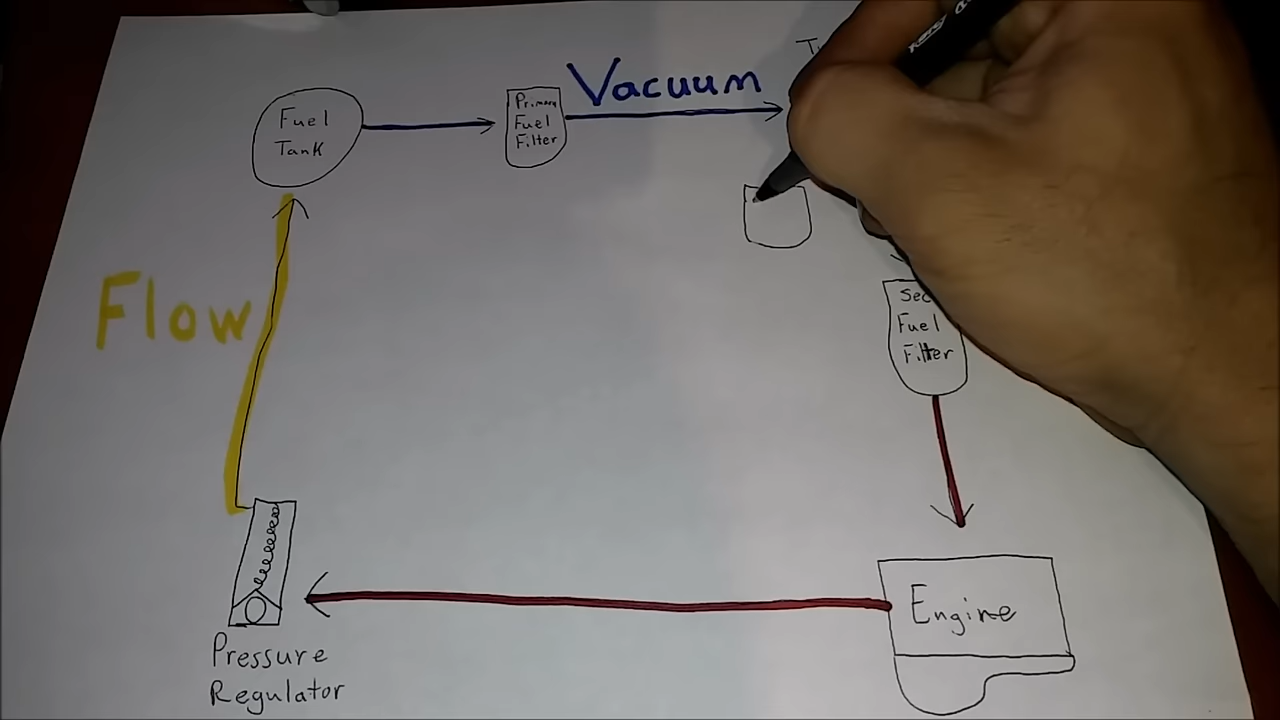 Vacuum
Fuel
Tank
Primary
Fuel
Filter
Flow
Fuel
Filter
Engine
Pressure
Regulator